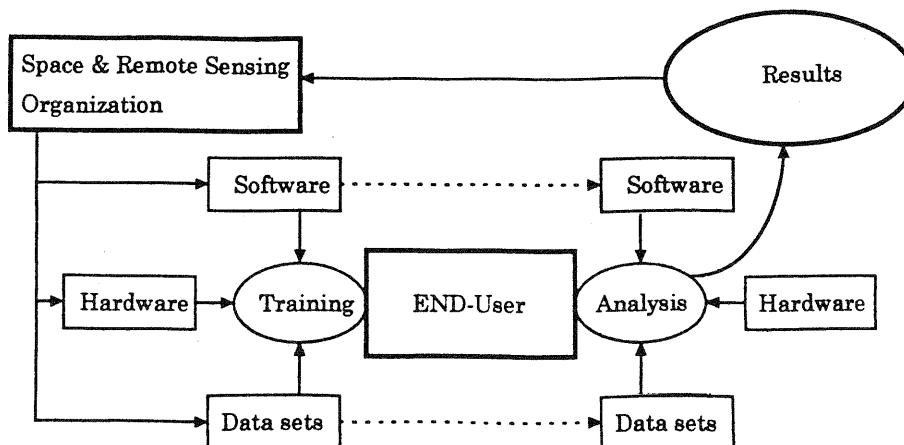 Space & Remote Sensing
Organization
Results
Software
Software
Hardware
Training
END-User
Analysis
Hardware
Data sets
Data sets